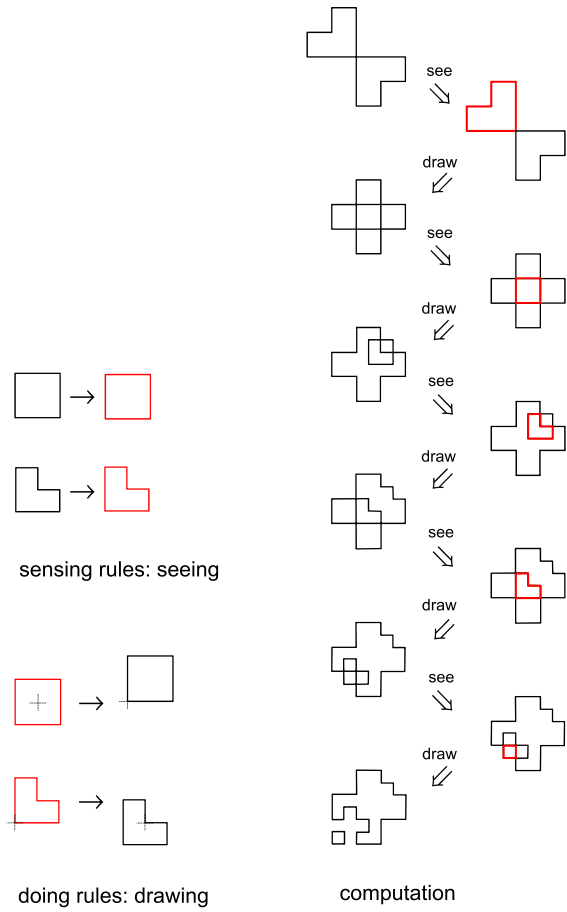 see
draw
see
draw
see
draw
see
draw
see
draw
sensing rules: seeing
doing rules: drawing
computation